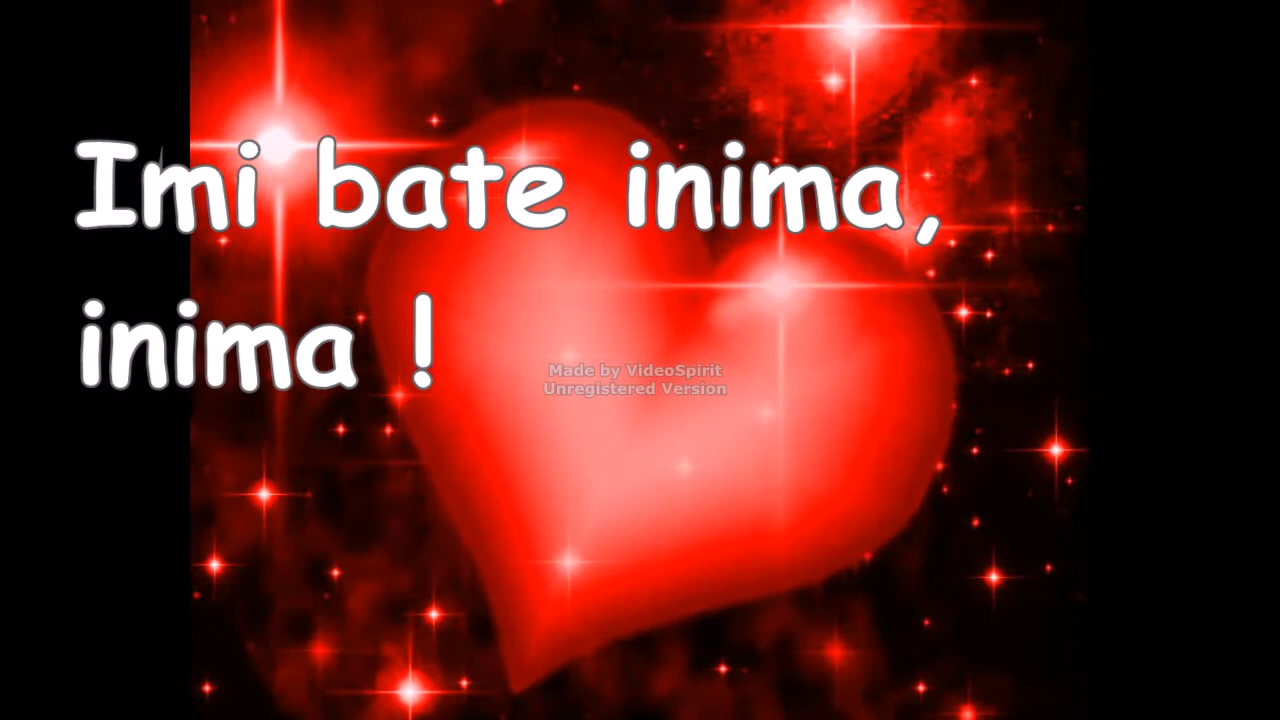 Imi bate inima,
inima !
Made by VideoSpirit
Unregistered Version